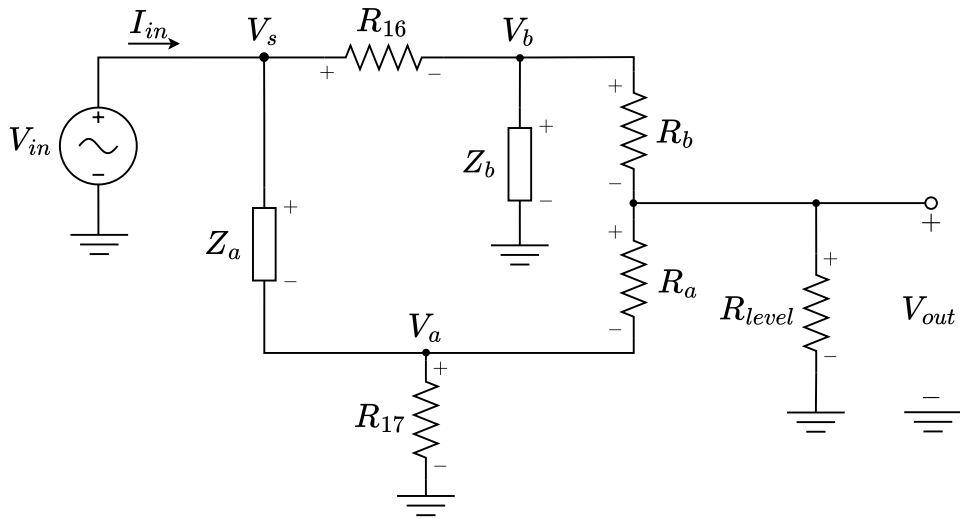 I_in
V_s
R_16
V_b
+ −
+
−
V_in
+
−
R_b
Z_b
+
−
+
−
Z_a
+
−
+
−
R_a
+
R_level
+
−
V_out
−
V_a
+
−
R_17